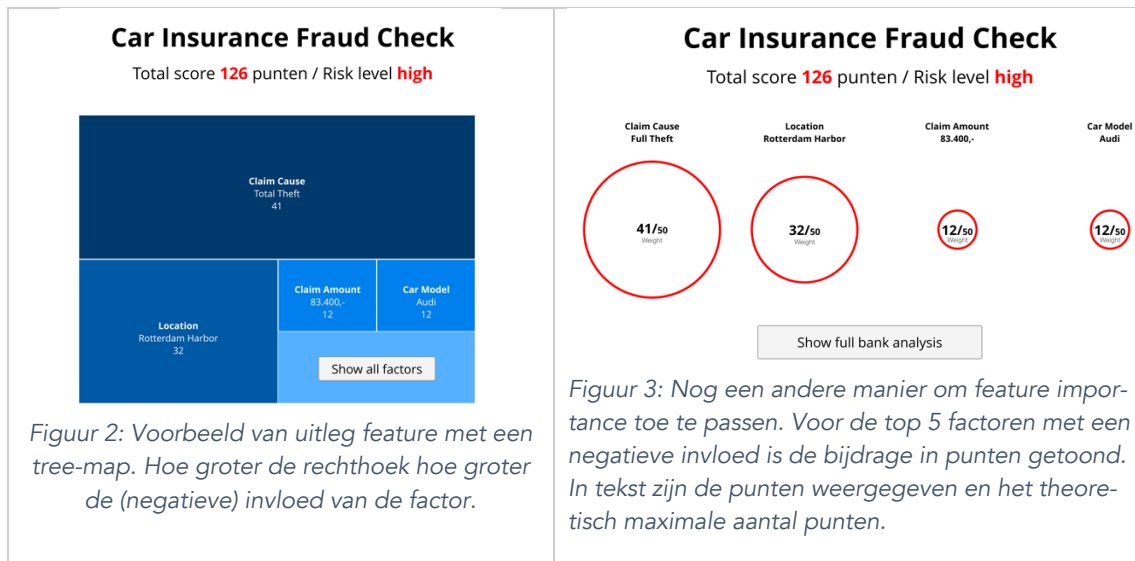 Car Insurance Fraud Check
Total score 126 punten / Risk level high
Claim Cause
Total Theft
41
Location
Rotterdam Harbor
32
Claim Amount
83.400,-
12
Car Model
Audi
12
Show all factors
Figuur 2: Voorbeeld van uitleg feature met een
tree-map. Hoe groter de rechthoek hoe groter
de (negatieve) invloed van de factor.
Car Insurance Fraud Check
Total score 126 punten / Risk level high
Claim Cause
Full Theft
41/50
Weight
Location
Rotterdam Harbor
32/50
Weight
Claim Amount
83.400,-
12/50
Weight
Car Model
Audi
12/50
Weight
Show full bank analysis
Figuur 3: Nog een andere manier om feature impor-
tance toe te passen. Voor de top 5 factoren met een
negatieve invloed is de bijdrage in punten getoond.
In tekst zijn de punten weergegeven en het theore-
tisch maximale aantal punten.